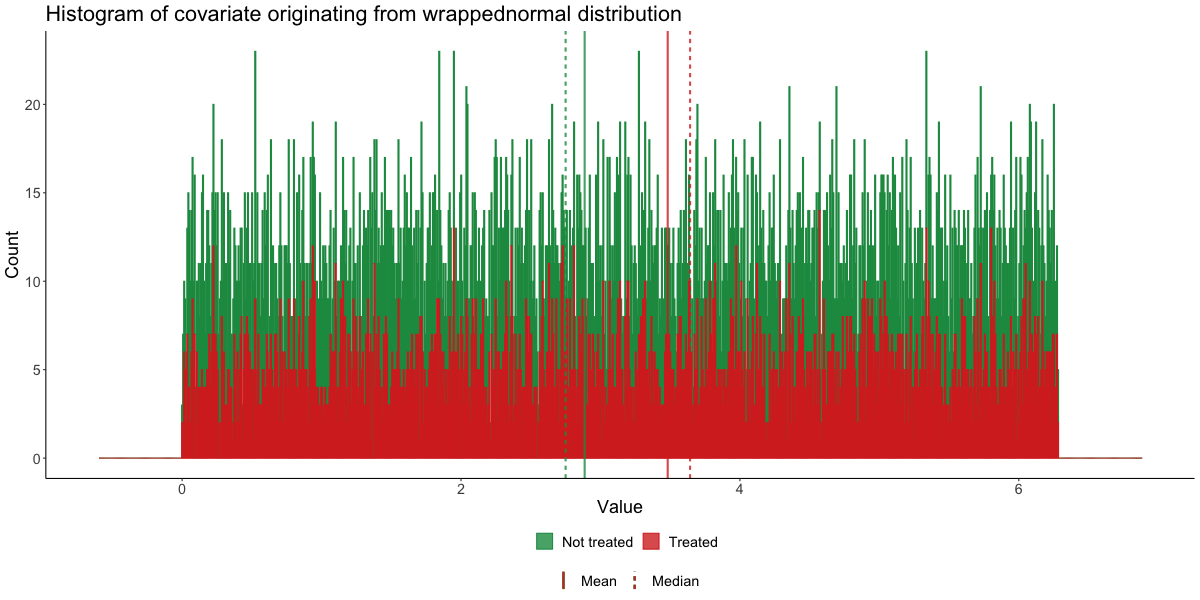 Histogram of covariate originating from wrappednormal distribution
Count
20
15
10
5
0
0 2 4 6
Value
Not treated Treated
Mean Median